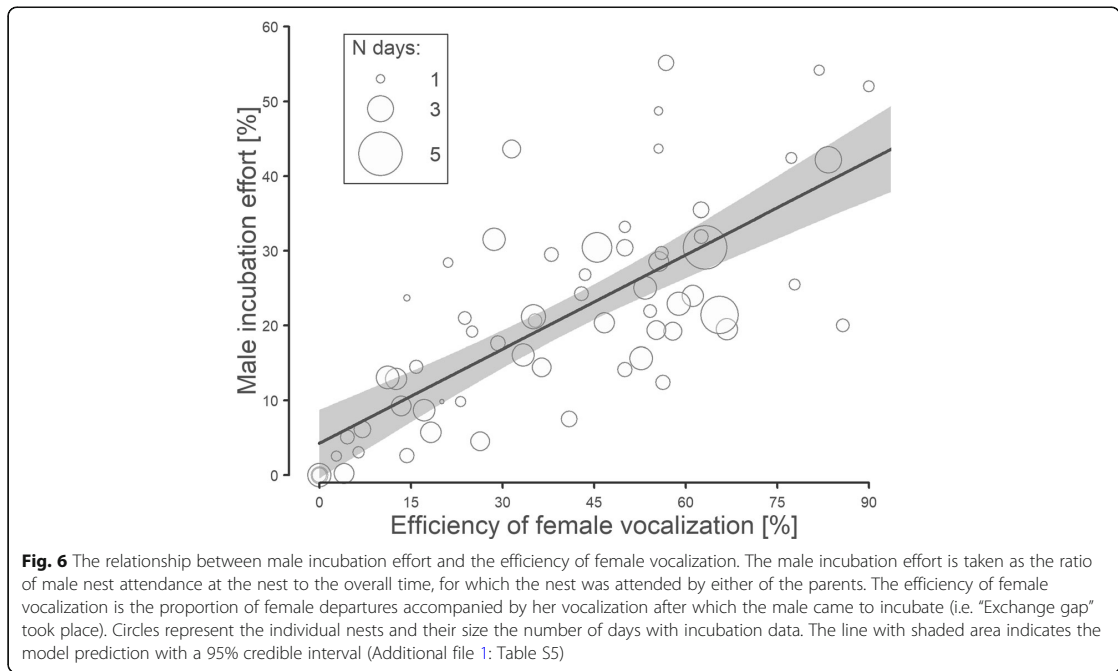 60
50
40
30
20
10
0
Male incubation effort [%]
N days:
1
3
5
0 15 30 45 60 75 90
Efficiency of female vocalization [%]
Fig. 6 The relationship between male incubation effort and the efficiency of female vocalization. The male incubation effort is taken as the ratio
of male nest attendance at the nest to the overall time, for which the nest was attended by either of the parents. The efficiency of female
vocalization is the proportion of female departures accompanied by her vocalization after which the male came to incubate (i.e. “Exchange gap”
took place). Circles represent the individual nests and their size the number of days with incubation data. The line with shaded area indicates the
model prediction with a 95% credible interval (Additional file 1: Table S5)